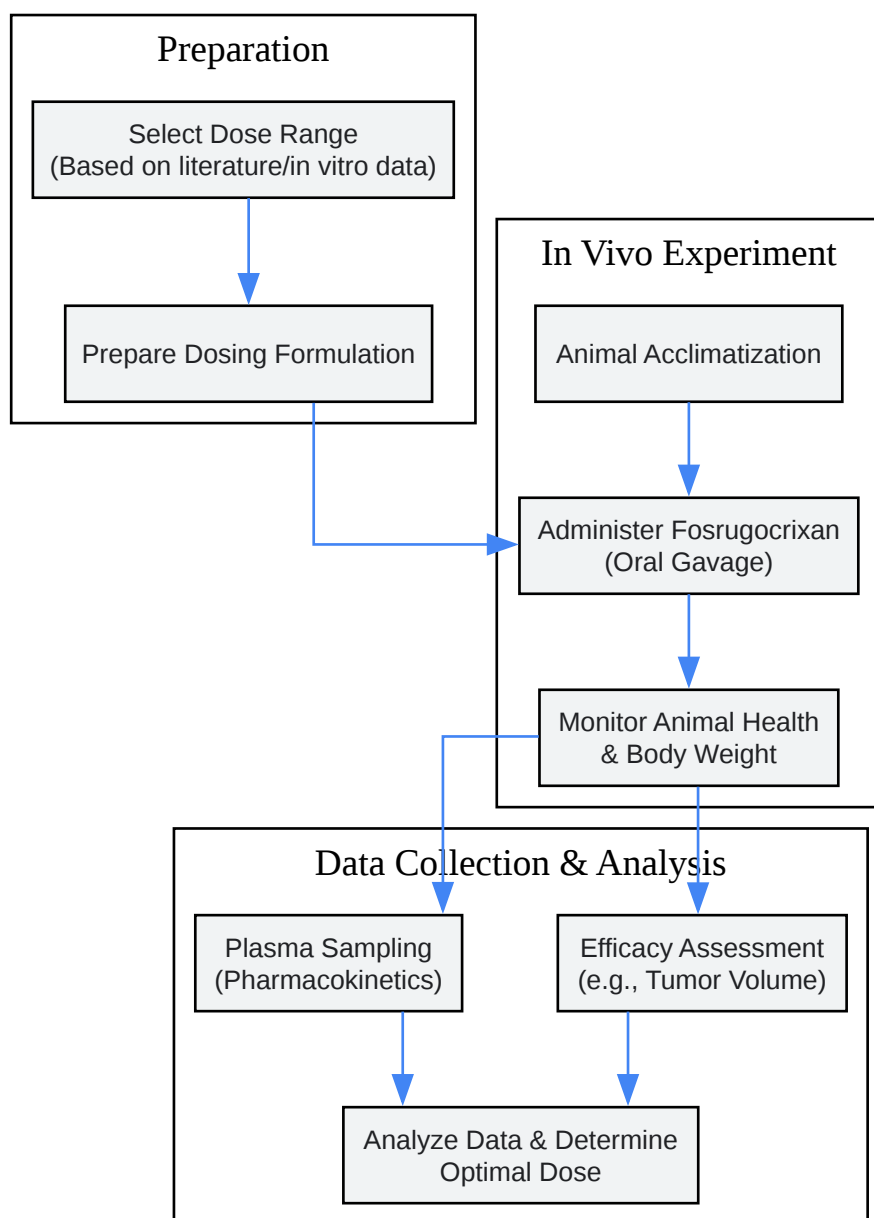 Preparation
Select Dose Range
(Based on literature/in vitro data)
Prepare Dosing Formulation
In Vivo Experiment
Animal Acclimatization
Administer Fosrugocrixan
(Oral Gavage)
Monitor Animal Health
& Body Weight
Data Collection & Analysis
Plasma Sampling
(Pharmacokinetics)
Efficacy Assessment
(e.g., Tumor Volume)
Analyze Data & Determine
Optimal Dose